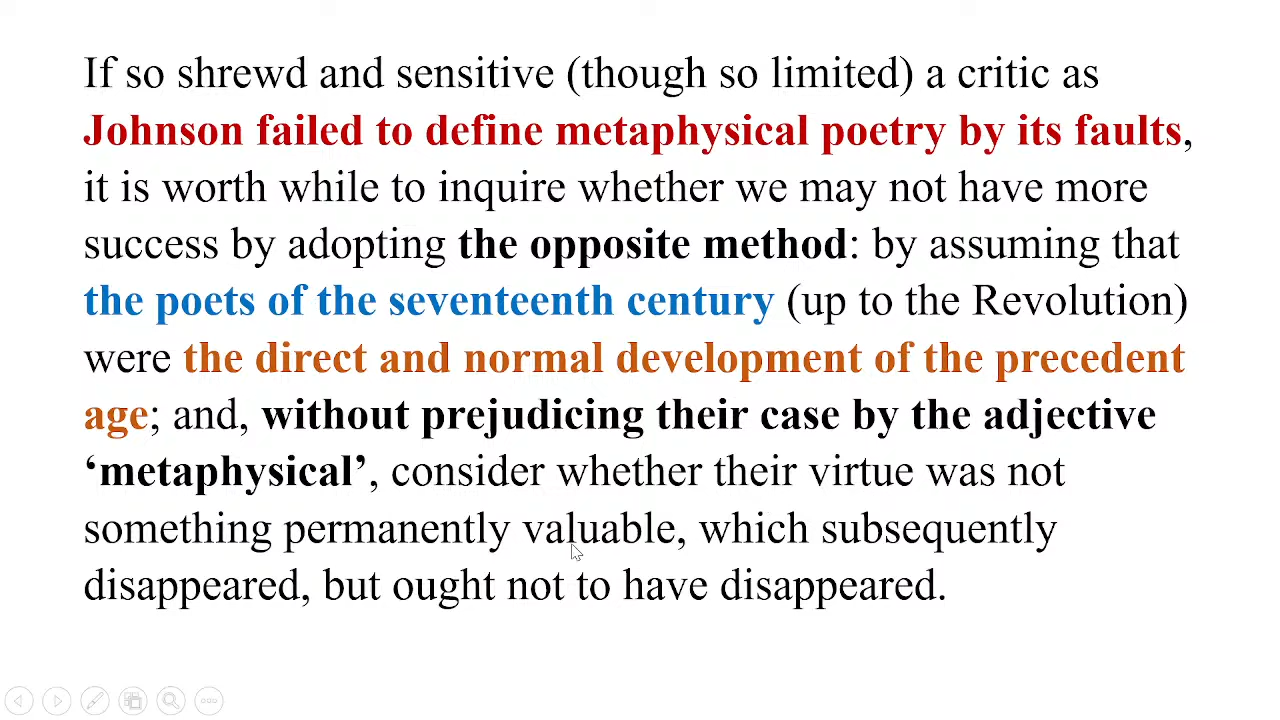 If so shrewd and sensitive (though so limited) a critic as
Johnson failed to define metaphysical poetry by its faults,
it is worth while to inquire whether we may not have more
success by adopting the opposite method: by assuming that
the poets of the seventeenth century (up to the Revolution)
were the direct and normal development of the precedent
age; and, without prejudicing their case by the adjective
‘metaphysical’, consider whether their virtue was not
something permanently valuable, which subsequently
disappeared, but ought not to have disappeared.